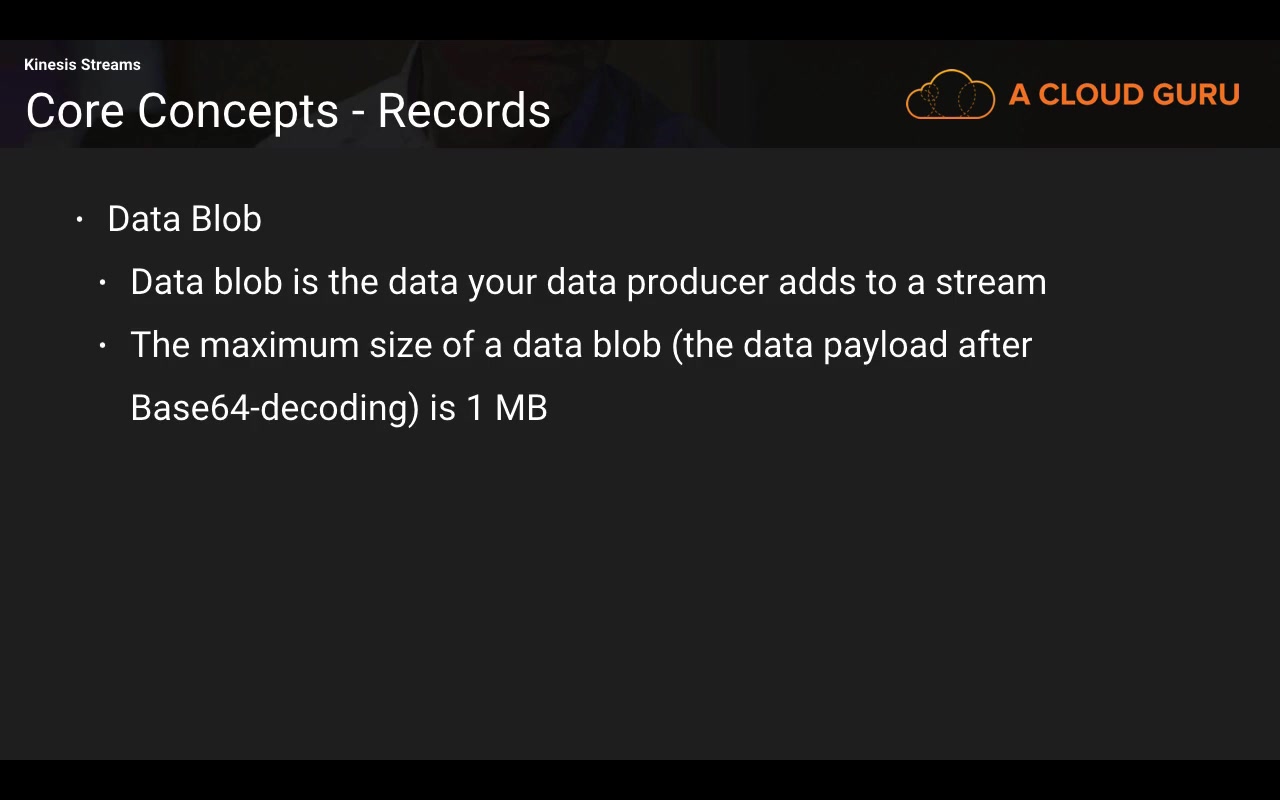 Kinesis Streams
Core Concepts - Records
A CLOUD GURU
· Data Blob
· Data blob is the data your data producer adds to a stream
· The maximum size of a data blob (the data payload after
Base64-decoding) is 1 MB